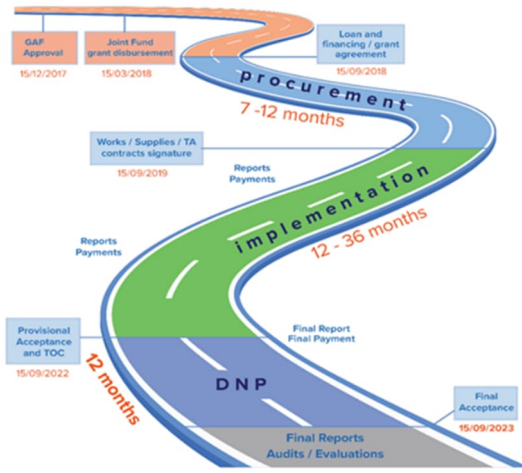 GAF
Approval
15/12/2017
Joint Fund
grant disbursement
15/03/2018
Loan and
financing / grant
agreement
15/09/2018
procurement
7 -12 months
Works / Supplies / TA
contracts signature
15/09/2019
Reports
Payments
implementation
12 - 36 months
Reports
Payments
Provisional
Acceptance
and TOC
15/09/2022
12 months
Final Report
Final Payment
DNP
Final
Acceptance
15/09/2023
Final Reports
Audits / Evaluations